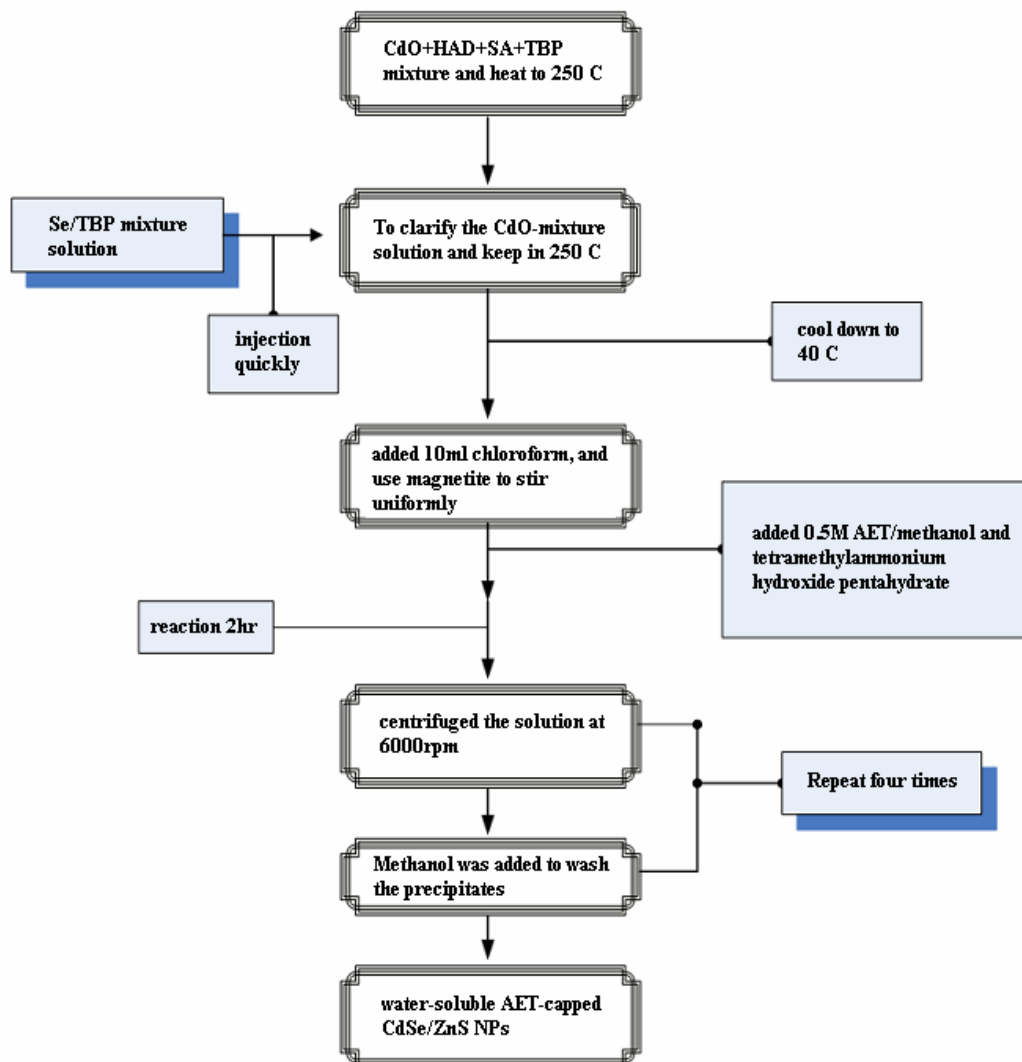 CdO+HAD+SA+TBP
mixture and heat to 250 C
Se/TBP mixture
solution
To clarify the CdO-mixture
solution and keep in 250 C
injection
quickly
cool down to
40 C
added 10ml chloroform, and
use magnetite to stir
uniformly
added 0.5M AET/methanol and
tetramethylammonium
hydroxide pentahydrate
reaction 2hr
centrifuged the solution at
6000rpm
Repeat four times
Methanol was added to wash
the precipitates
water-soluble AET-capped
CdSe/ZnS NPs